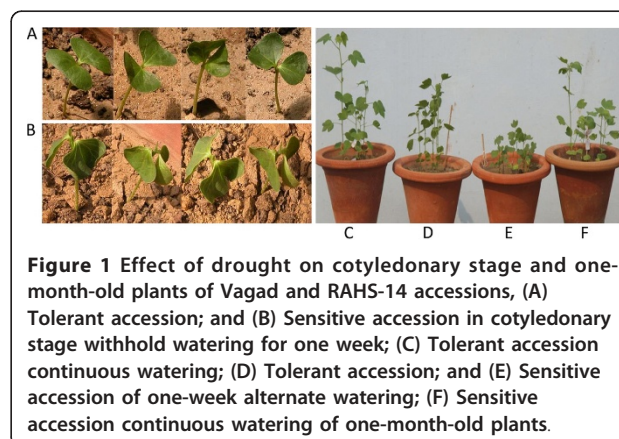 A
B
C D E F
Figure 1 Effect of drought on cotyledonary stage and one-
month-old plants of Vagad and RAHS-14 accessions, (A)
Tolerant accession; and (B) Sensitive accession in cotyledonary
stage withhold watering for one week; (C) Tolerant accession
continuous watering; (D) Tolerant accession; and (E) Sensitive
accession of one-week alternate watering; (F) Sensitive
accession continuous watering of one-month-old plants.